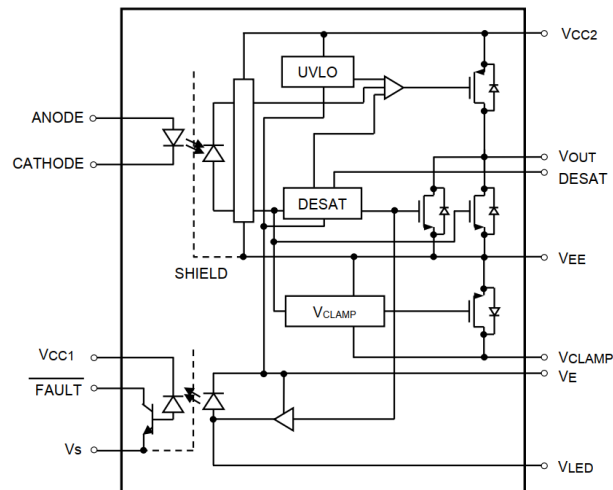 VCC2
UVLO
ANODE
VOUT
CATHODE
DESAT
DESAT
VEE
SHIELD
VCLAMP
VCC1
VCLAMP
VE
FAULT
Vs
VLED